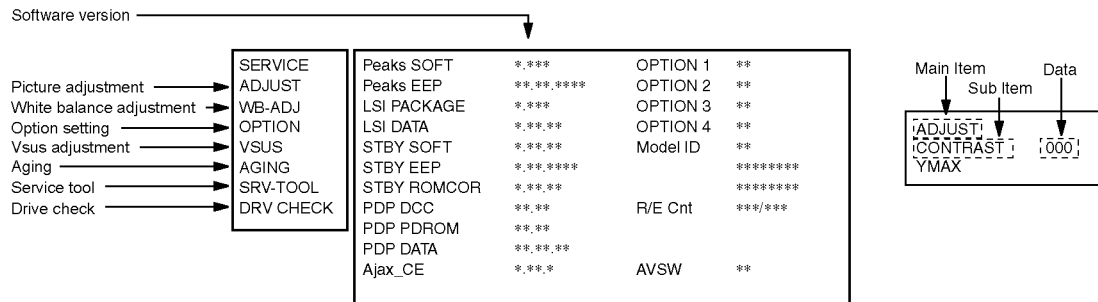 Software version
Picture adjustment
White balance adjustment
Option setting
Vsus adjustment
Aging
Service tool
Drive check
SERVICE
ADJUST
WB-ADJ
OPTION
VSUS
AGING
SRV-TOOL
DRV CHECK
Peaks SOFT *.*** OPTION 1 **
Peaks EEP **.**.**** OPTION 2 **
LSI PACKAGE *.*** OPTION 3 **
LSI DATA *.**.** OPTION 4 **
STBY SOFT *.**.** Model ID **
STBY EEP *.**.**** ********
STBY ROMCOR *.**.** ********
PDP DCC **.** R/E Cnt ***/***
PDP PDROM **.**
PDP DATA **.**.**
Ajax_CE *.**.* AVSW **
Main Item Data
Sub Item
ADJUST
CONTRAST 000
YMAX